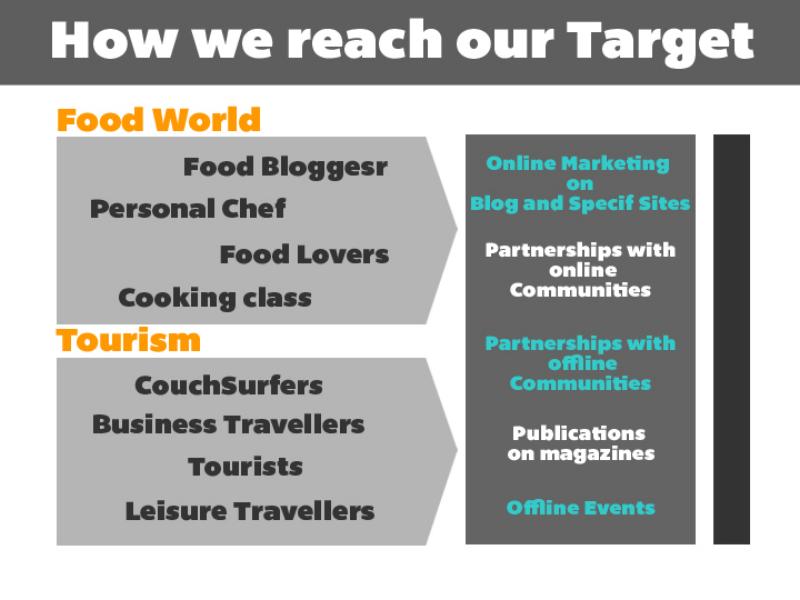 How we reach our Target
Food World
Food Bloggesr
Personal Chef
Food Lovers
Cooking class
Tourism
CouchSurfers
Business Travellers
Tourists
Leisure Travellers
Online Marketing
on
Blog and Specif Sites
Partnerships with
online
Communities
Partnerships with
offline
Communities
Publications
on magazines
Offline Events